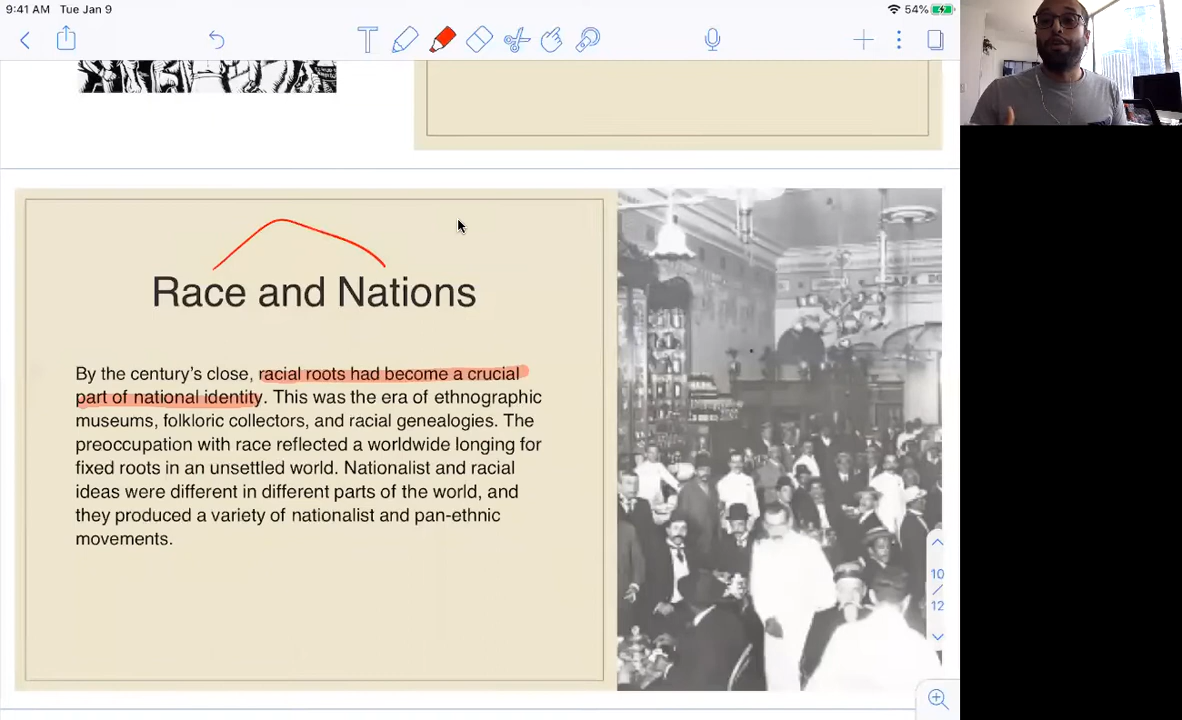 9:41 AM Tue Jan 9
54%
T
Race and Nations
By the century's close, racial roots had become a crucial
part of national identity. This was the era of ethnographic
museums, folkloric collectors, and racial genealogies. The
preoccupation with race reflected a worldwide longing for
fixed roots in an unsettled world. Nationalist and racial
ideas were different in different parts of the world, and
they produced a variety of nationalist and pan-ethnic
movements.
10
/
12